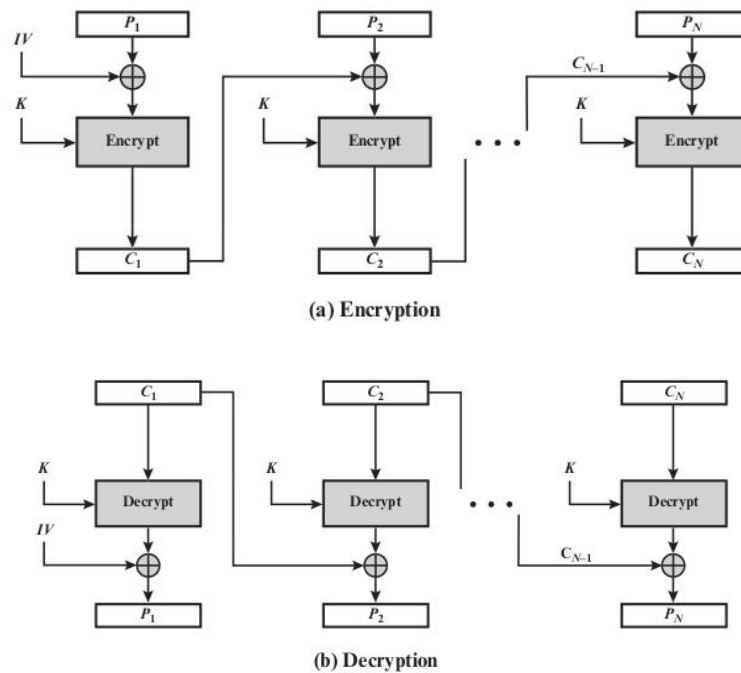 P1 P2 PN
IV CN–1
K K K
Encrypt Encrypt Encrypt
• • •
C1 C2 CN
(a) Encryption
C1 C2 CN
K K K
Decrypt Decrypt Decrypt
• • •
IV CN–1
P1 P2 PN
(b) Decryption